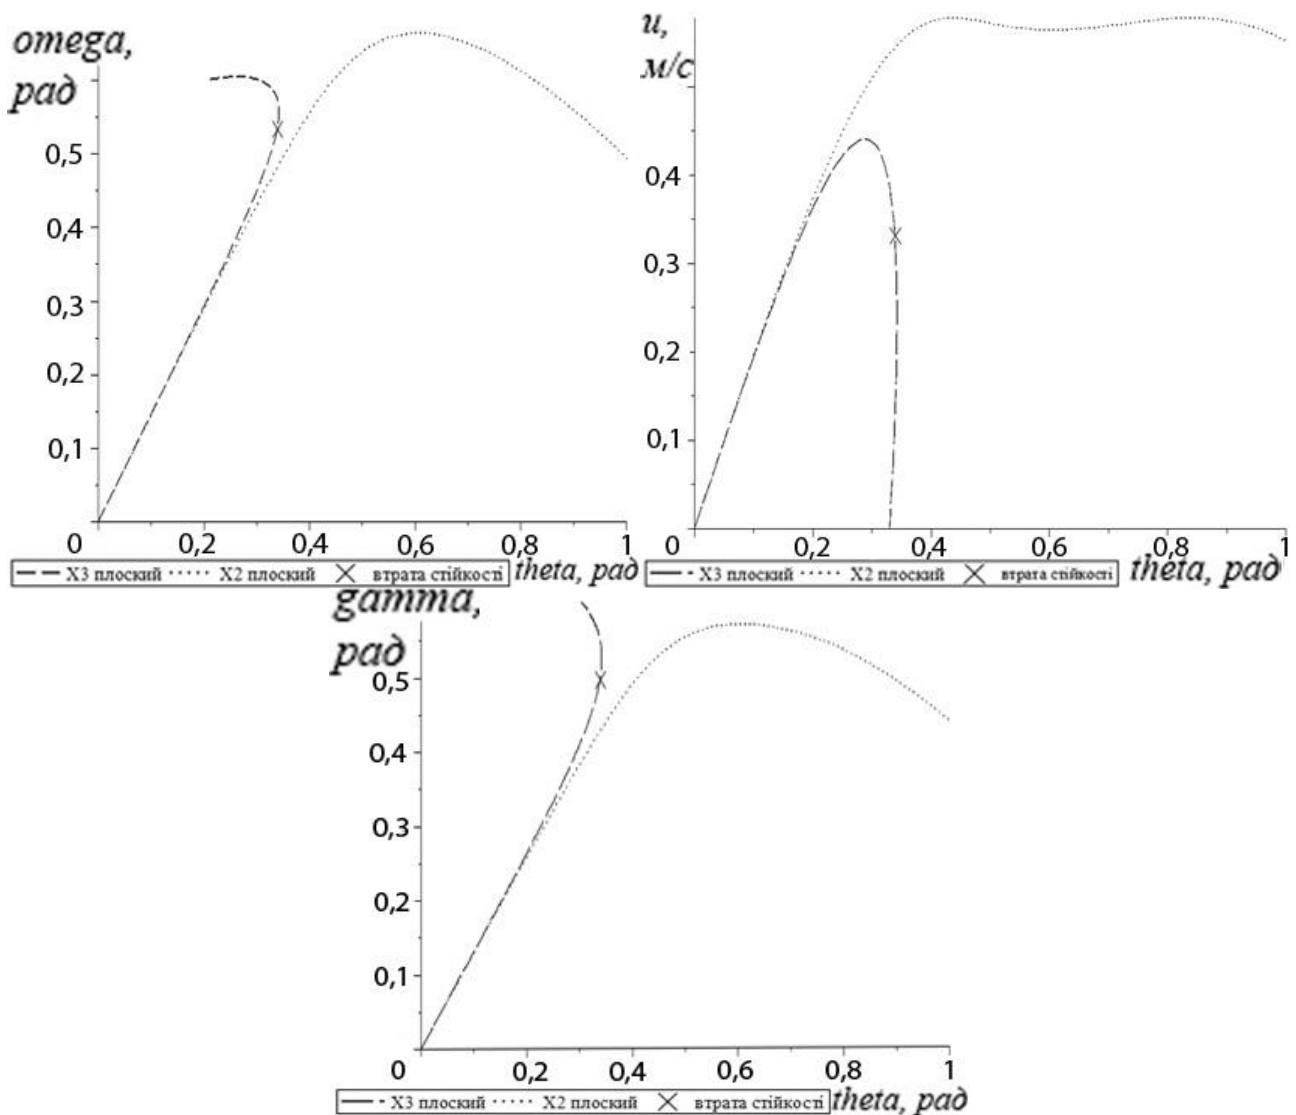 omega,
рад
0,5
0,4
0,3
0,2
0,1
0 0,2 0,4 0,6 0,8 1
theta, рад
X3 плоский X2 плоский втрата стійкості
u,
м/с
0,4
0,3
0,2
0,1
0 0,2 0,4 0,6 0,8 1
theta, рад
X3 плоский X2 плоский втрата стійкості
gamma,
рад
0,5
0,4
0,3
0,2
0,1
0 0,2 0,4 0,6 0,8 1
theta, рад
X3 плоский X2 плоский втрата стійкості